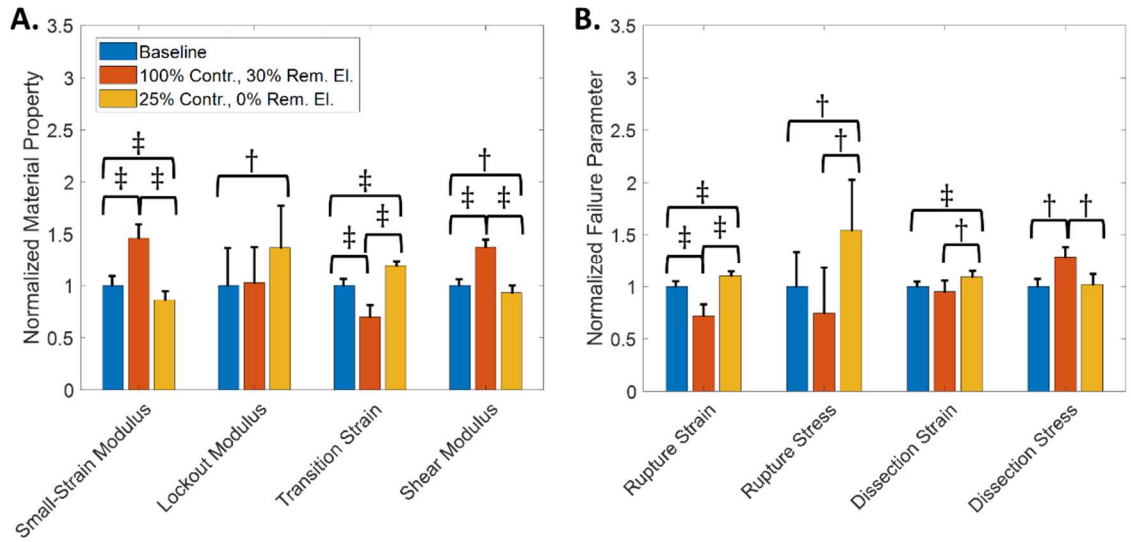 A.
Normalized Material Property
3.5
3
2.5
2
1.5
1
0.5
0
Baseline
100% Contr., 30% Rem. El.
25% Contr., 0% Rem. El.
‡
‡ ‡
†
‡
‡ ‡
†
‡ ‡
Small-Strain Modulus
Lockout Modulus
Transition Strain
Shear Modulus
B.
Normalized Failure Parameter
3.5
3
2.5
2
1.5
1
0.5
0
‡
‡ ‡
†
†
‡
†
† †
Rupture Strain
Rupture Stress
Dissection Strain
Dissection Stress